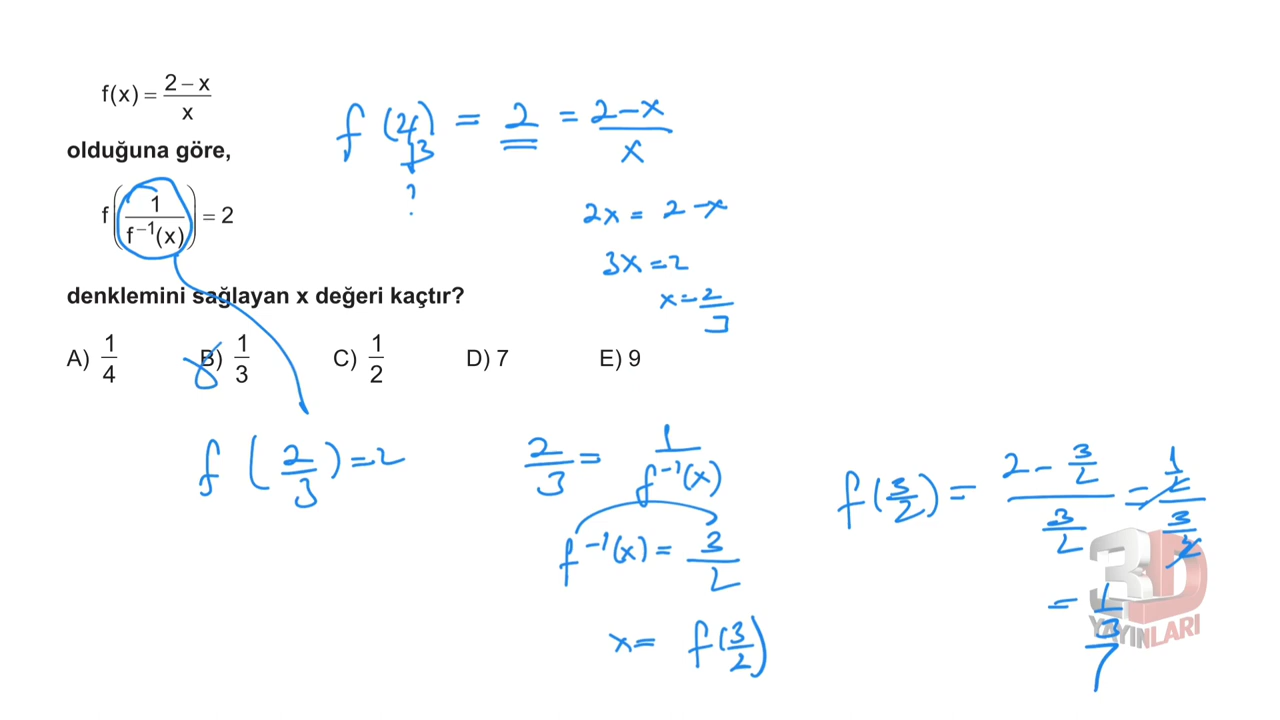 f(x) = (2 – x)/x
olduğuna göre,
f(1/f⁻¹(x)) = 2
denklemini sağlayan x değeri kaçtır?
A) 1/4 B) 1/3 C) 1/2 D) 7 E) 9
= 2 = (2-x)/x
?
2x = 2-x
3x = 2
x = 2/3
f(2/3) = 2
2/3 = 1/f⁻¹(x)
f⁻¹(x) = 3/2
x = f(3/2)
f(3/2) = (2 - 3/2)/(3/2) = (1/2)/(3/2)
= 1/3
3D
YAYINLARI